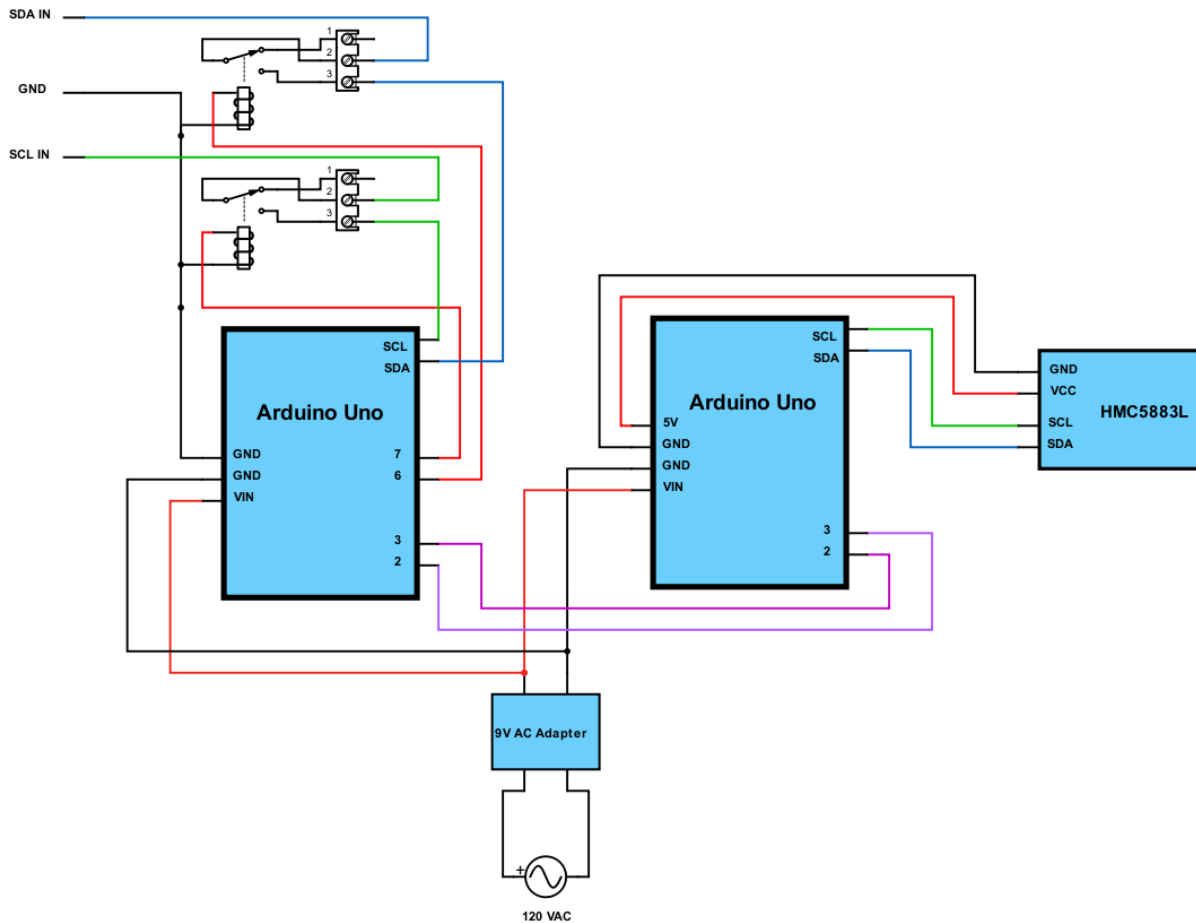 SDA IN
1
2
3
GND
SCL IN
1
2
3
SCL
SDA
Arduino Uno
GND
GND
VIN
7
6
3
2
SCL
SDA
Arduino Uno
5V
GND
GND
VIN
3
2
GND
VCC
SCL
SDA
HMC5883L
9V AC Adapter
+
120 VAC